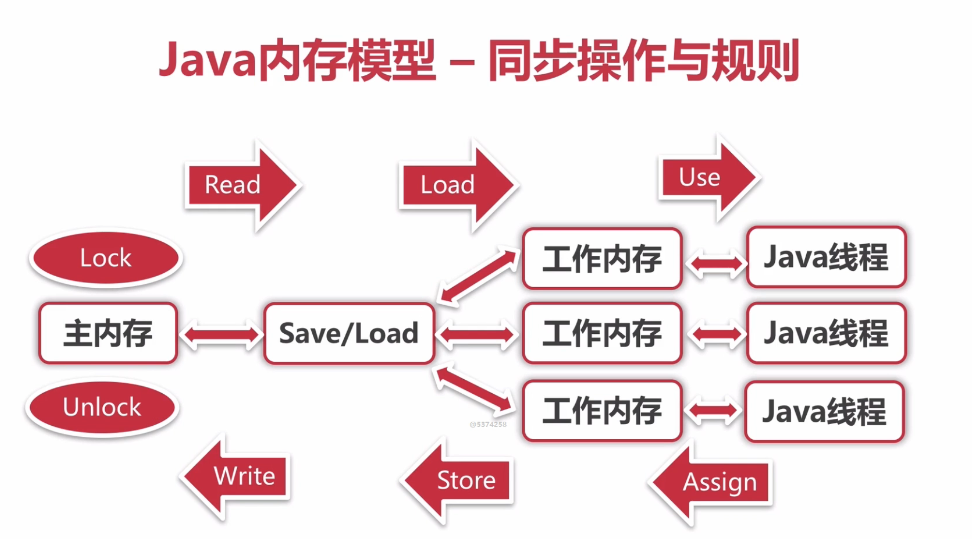 Java内存模型 – 同步操作与规则
Read
Load
Use
Lock
工作内存
Java线程
主内存
Save/Load
工作内存
Java线程
Unlock
工作内存
Java线程
Write
Store
Assign